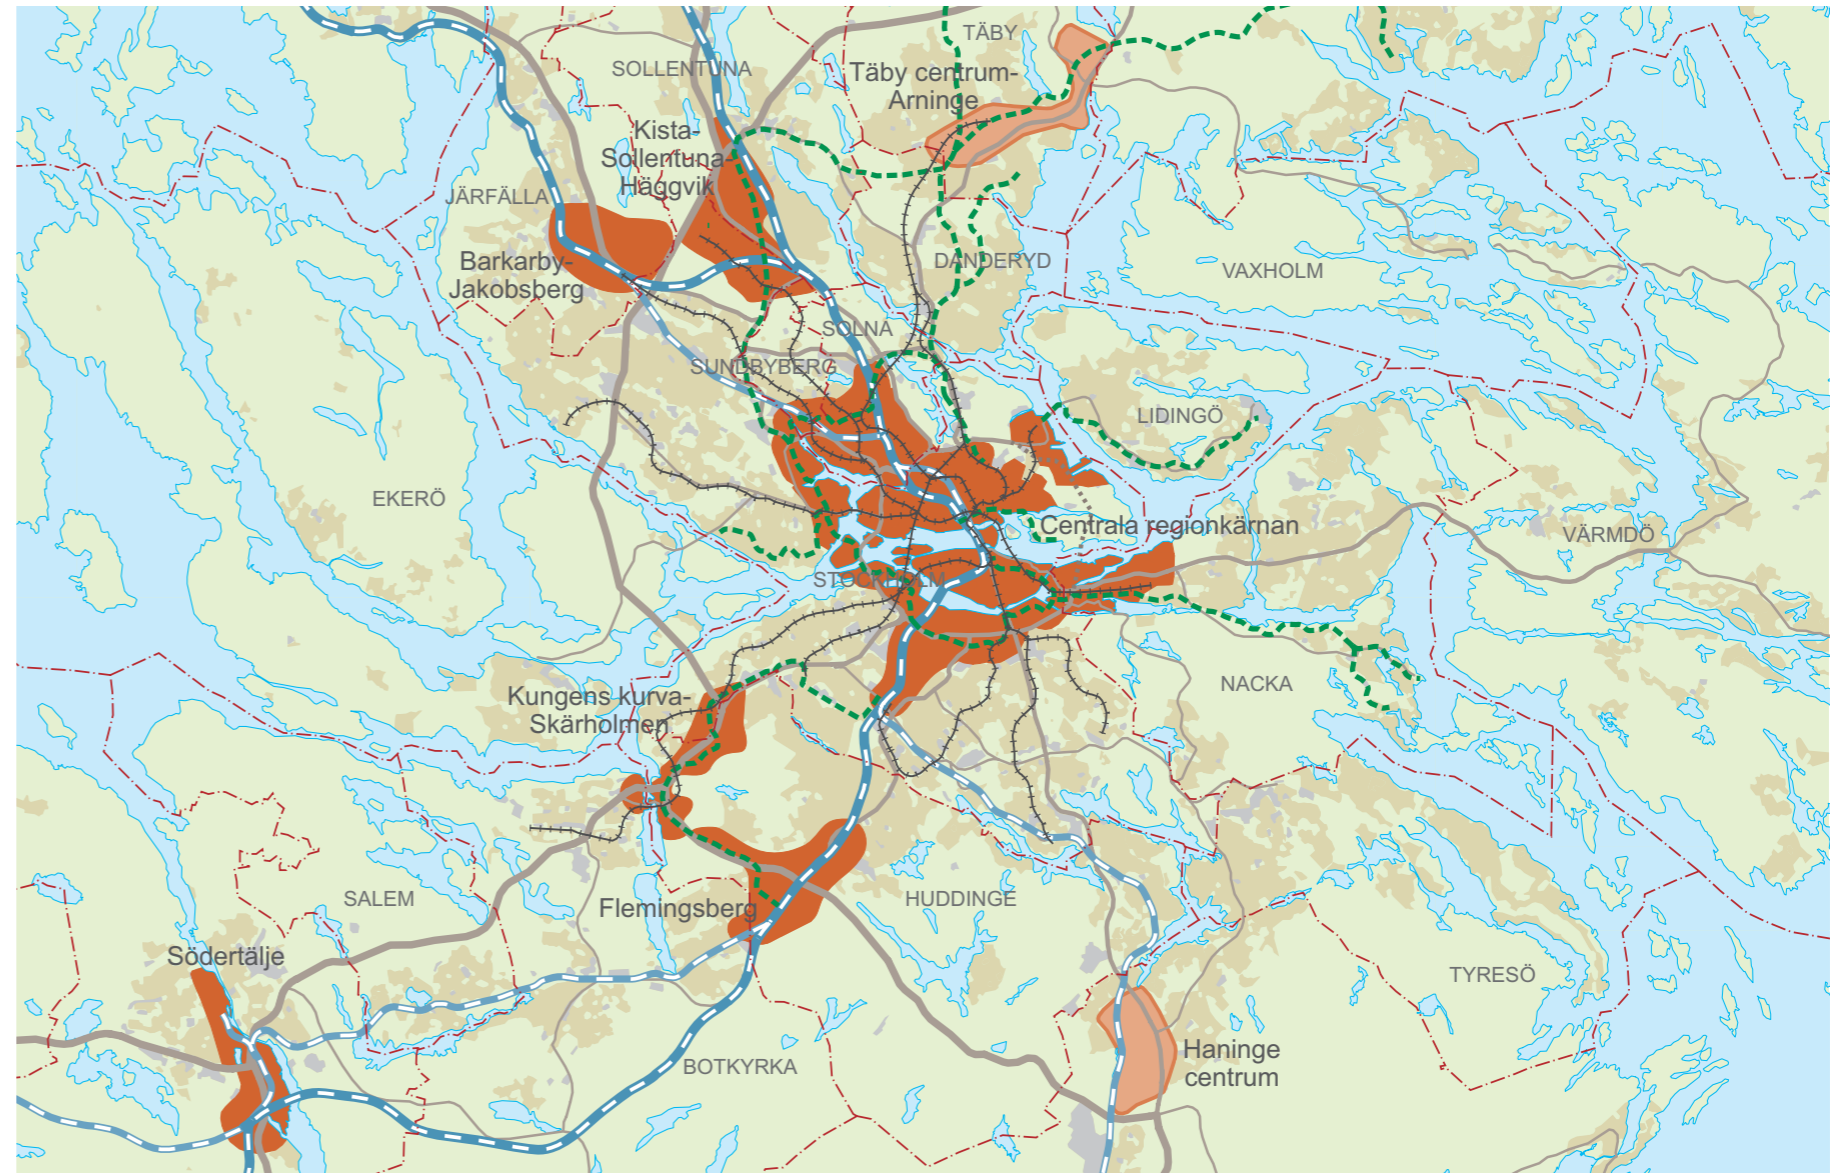 TÄBY
SOLLENTUNA
Täby centrum-
Arninge
Kista-
Sollentuna-
Häggvik
JÄRFÄLLA
Barkarby-
Jakobsberg
DANDERYD
VAXHOLM
SOLNA
SUNDBYBERG
LIDINGÖ
EKERÖ
Centrala regionkärnan
VÄRMDÖ
STOCKHOLM
NACKA
Kungens kurva-
Skärholmen
SALEM
Flemingsberg
HUDDINGE
Södertälje
TYRESÖ
BOTKYRKA
Haninge
centrum